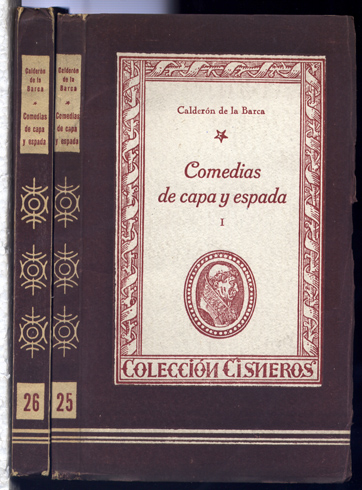 Calderón
de la
Barca
Comedias
de capa
y espada
26
Calderón
de la
Barca
Comedias
de capa
y espada
25
Calderón de la Barca
Comedias
de capa y espada
I
COLECCIÓN CISNEROS